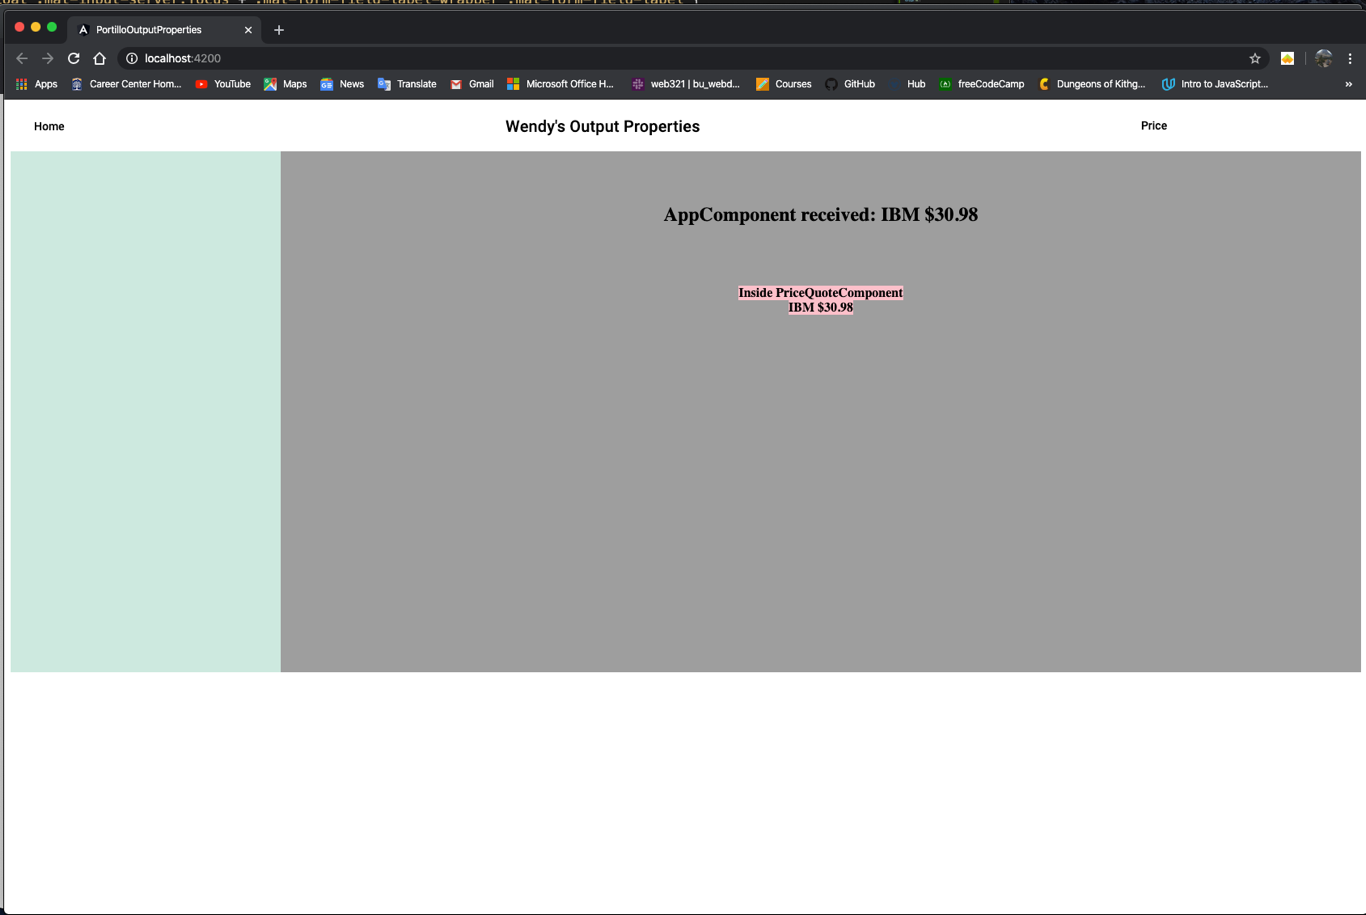 PortilloOutputProperties
localhost:4200
Apps Career Center Hom... YouTube Maps News Translate Gmail Microsoft Office H... web321 | bu_webd... Courses GitHub Hub freeCodeCamp Dungeons of Kithg... Intro to JavaScript... »
Home Wendy's Output Properties Price
AppComponent received: IBM $30.98
Inside PriceQuoteComponent
IBM $30.98